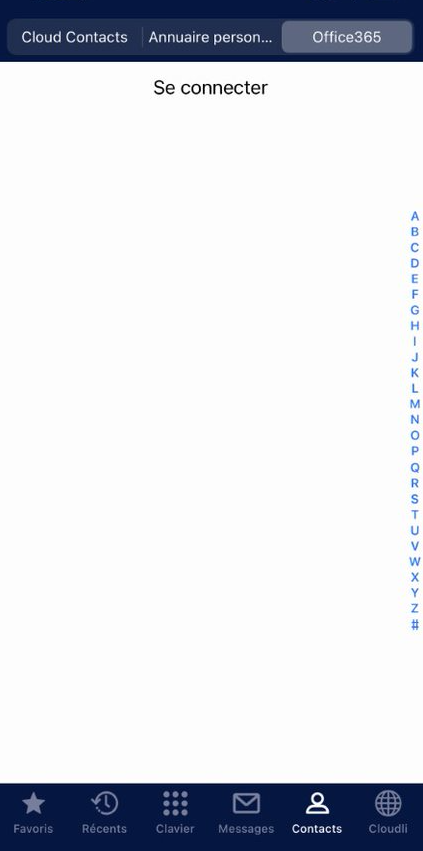 Cloud Contacts
Annuaire person...
Office365
Se connecter
A
B
C
D
E
F
G
H
I
J
K
L
M
N
O
P
Q
R
S
T
U
V
W
X
Y
Z
#
Favoris
Récents
Clavier
Messages
Contacts
Cloudli